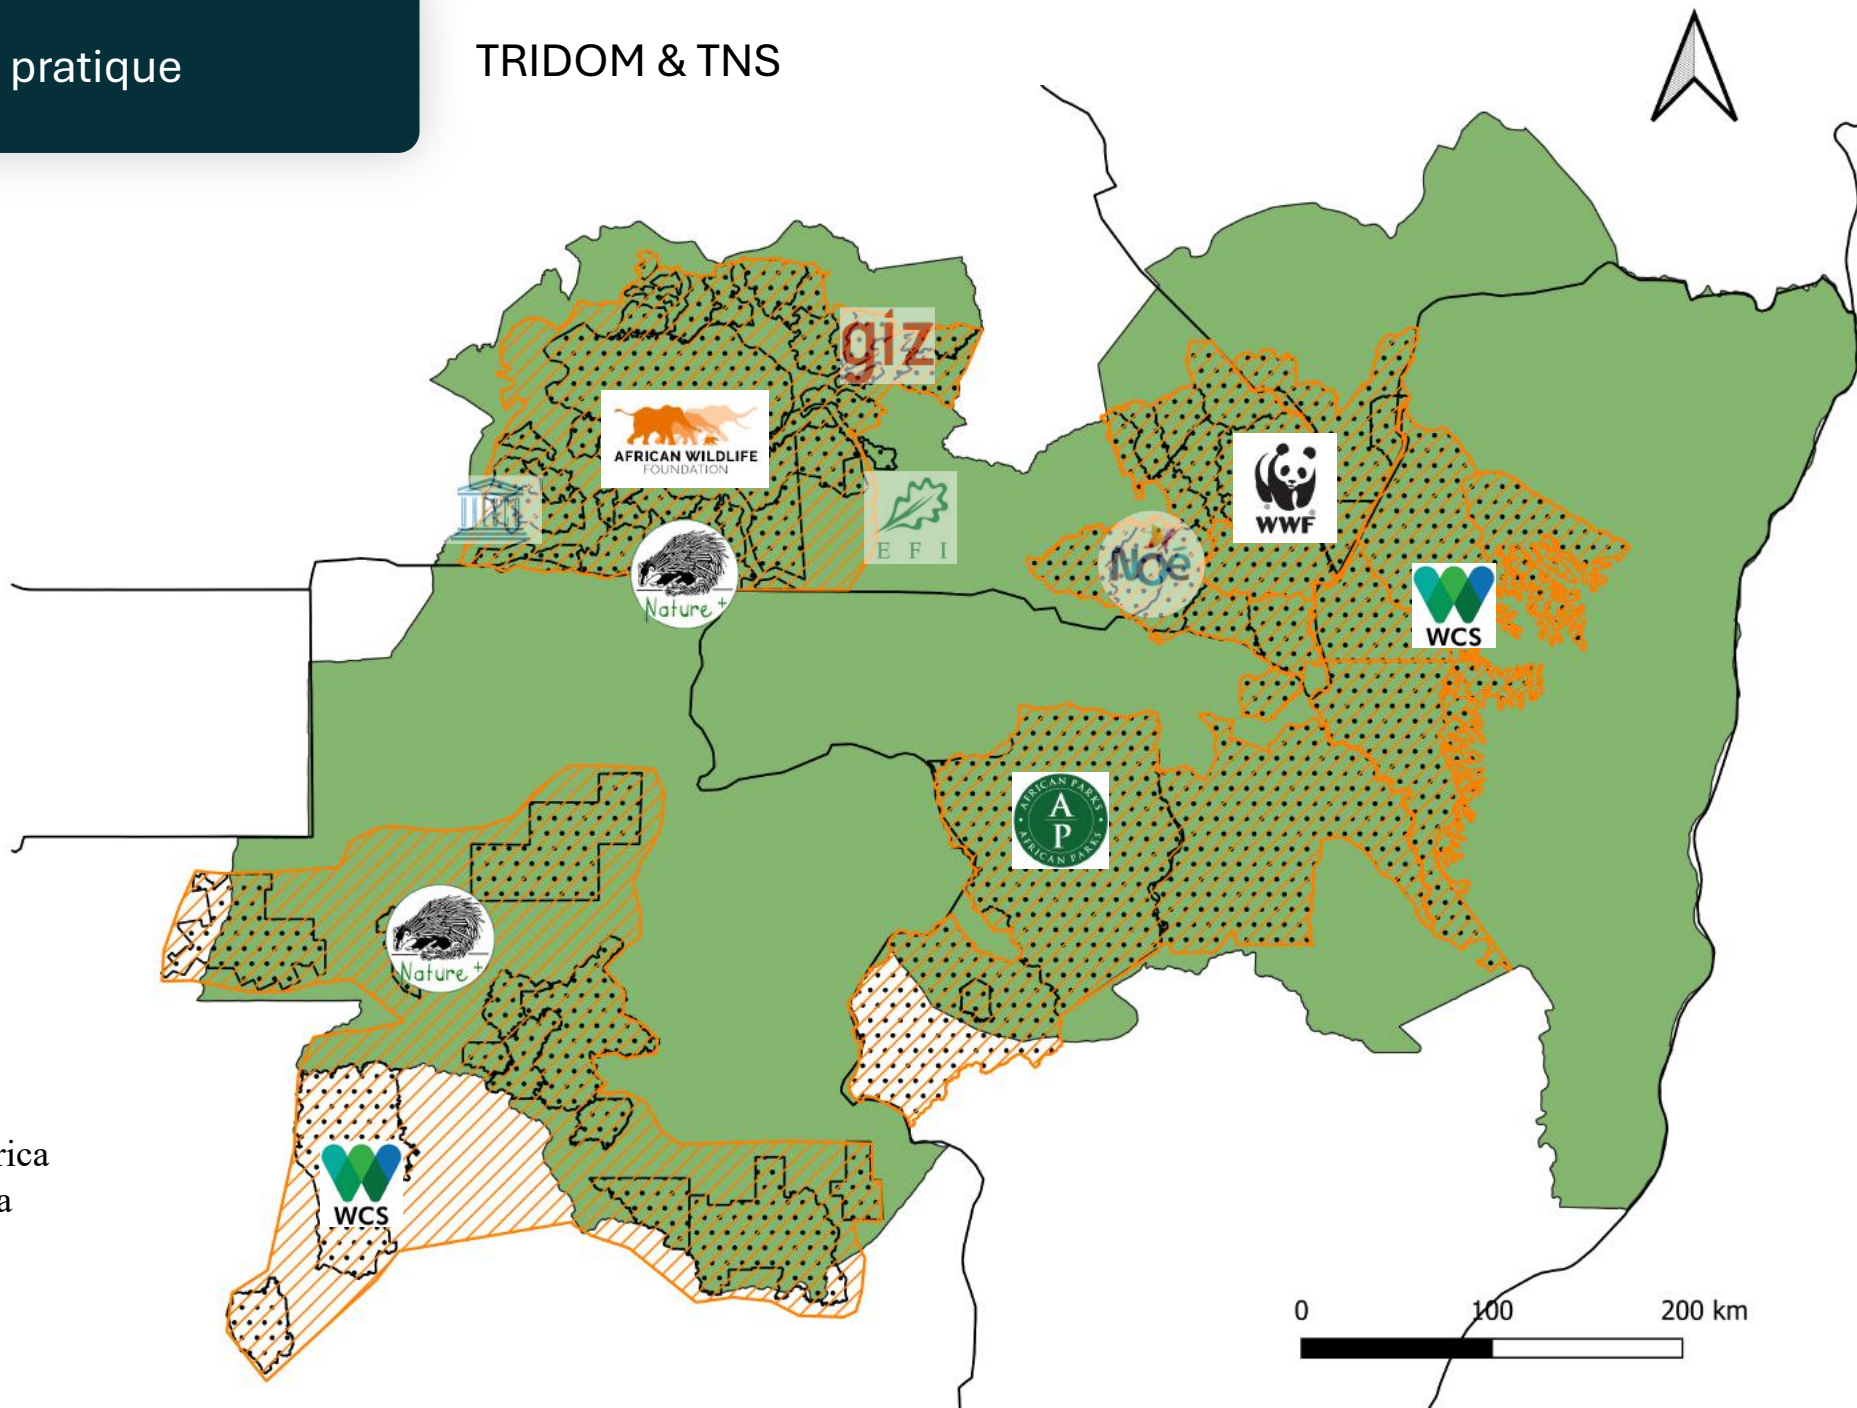 pratique
TRIDOM & TNS
giz
AFRICAN WILDLIFE
FOUNDATION
WWF
EFI
Noé
Nature +
WCS
AFRICAN PARKS
A
P
AFRICAN PARKS
Nature +
rica
a
WCS
0 100 200 km